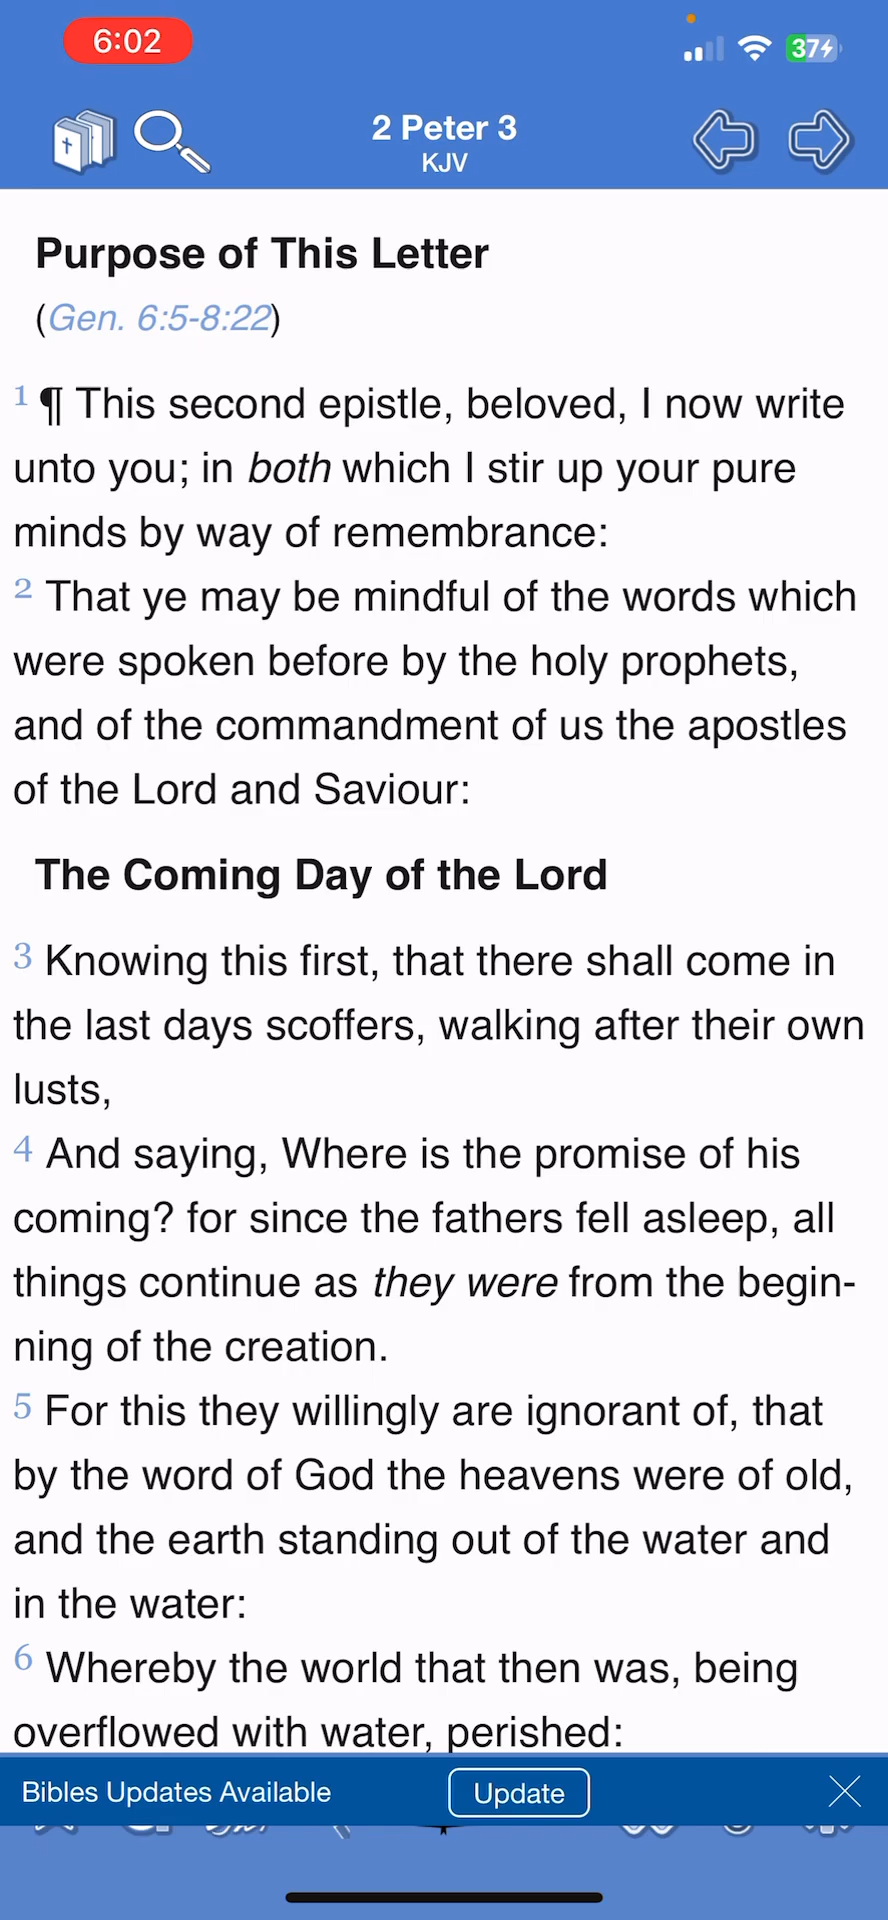 6:02
37
2 Peter 3
KJV
Purpose of This Letter
(Gen. 6:5-8:22)
1 ¶ This second epistle, beloved, I now write
unto you; in both which I stir up your pure
minds by way of remembrance:
2 That ye may be mindful of the words which
were spoken before by the holy prophets,
and of the commandment of us the apostles
of the Lord and Saviour:
The Coming Day of the Lord
3 Knowing this first, that there shall come in
the last days scoffers, walking after their own
lusts,
4 And saying, Where is the promise of his
coming? for since the fathers fell asleep, all
things continue as they were from the begin-
ning of the creation.
5 For this they willingly are ignorant of, that
by the word of God the heavens were of old,
and the earth standing out of the water and
in the water:
6 Whereby the world that then was, being
overflowed with water, perished:
Bibles Updates Available
Update